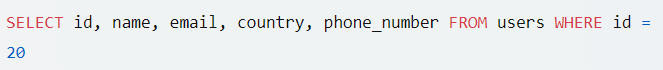 SELECT id, name, email, country, phone_number FROM users WHERE id =
20